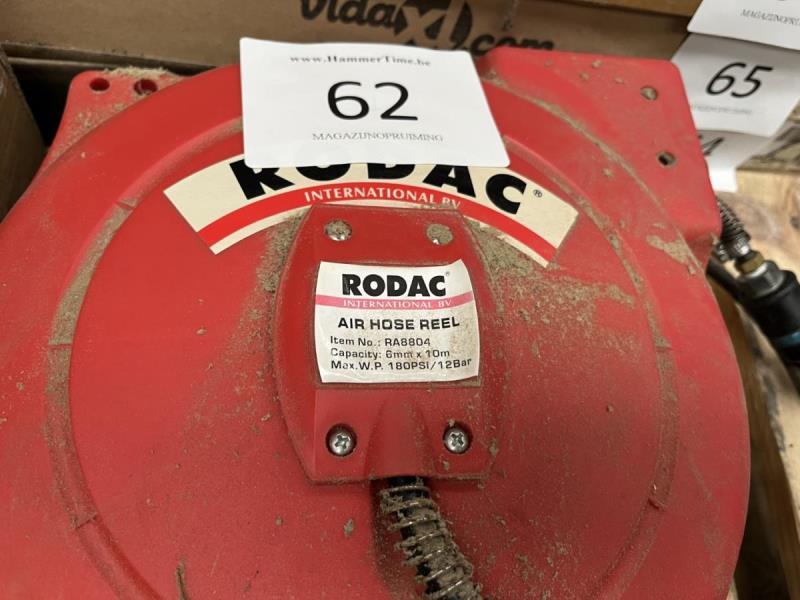 vidaXL.com
www.HammerTime.be
62
MAGAZIJNOPRUIMING
65
MAGAZIJNOPRUIMING
RODAC®
INTERNATIONAL BV
RODAC®
INTERNATIONAL BV
AIR HOSE REEL
Item No.: RA8804
Capacity: 6mm x 10m
Max.W.P. 180PSI/12Bar